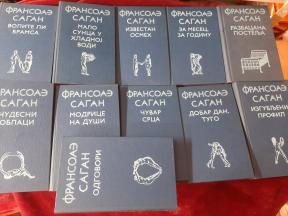 ФРАНСОАЗ
САГАН
ВОЛИТЕ ЛИ
БРАМСА
ФРАНСОАЗ
САГАН
МАЛО
СУНЦА У
ХЛАДНОЈ
ВОДИ
ФРАНСОАЗ
САГАН
ИЗВЕСТАН
ОСМЕХ
ФРАНСОАЗ
САГАН
ЗА МЕСЕЦ,
ЗА ГОДИНУ
ФРАНСОАЗ
САГАН
РАЗБАЦАНА
ПОСТЕЉА
ФРАНСОАЗ
САГАН
ЧУДЕСНИ
ОБЛАЦИ
ФРАНСОАЗ
САГАН
МОДРИЦЕ
НА ДУШИ
ФРАНСОАЗ
САГАН
ЧУВАР
СРЦА
ФРАНСОАЗ
САГАН
ДОБАР ДАН,
ТУГО
ФРАНСОАЗ
САГАН
ИЗГУБЉЕНИ
ПРОФИЛ
ФРАНСОАЗ
САГАН
ОДГОВОРИ